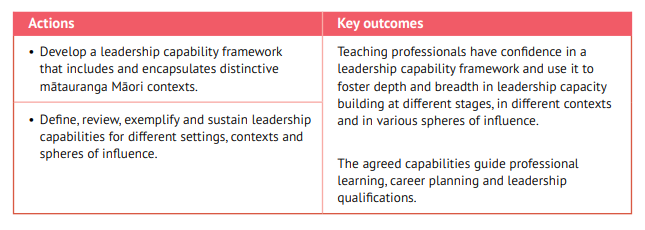 Actions
Key outcomes
• Develop a leadership capability framework
that includes and encapsulates distinctive
mātauranga Māori contexts.
• Define, review, exemplify and sustain leadership
capabilities for different settings, contexts and
spheres of influence.
Teaching professionals have confidence in a
leadership capability framework and use it to
foster depth and breadth in leadership capacity
building at different stages, in different contexts
and in various spheres of influence.
The agreed capabilities guide professional
learning, career planning and leadership
qualifications.